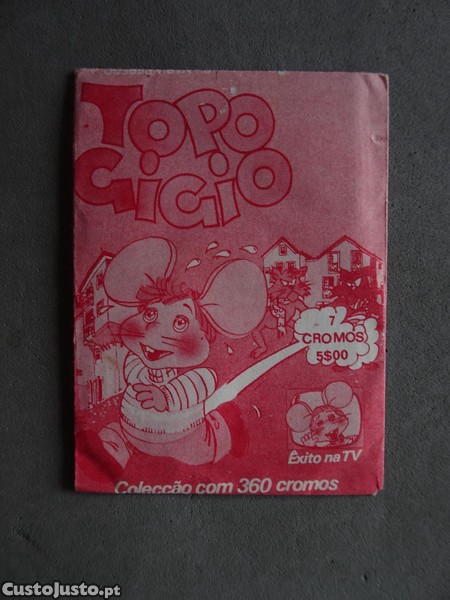 TOPO
GIGIO
7
CROMOS
5$00
Êxito na TV
Colecção com 360 cromos
CustoJusto.pt